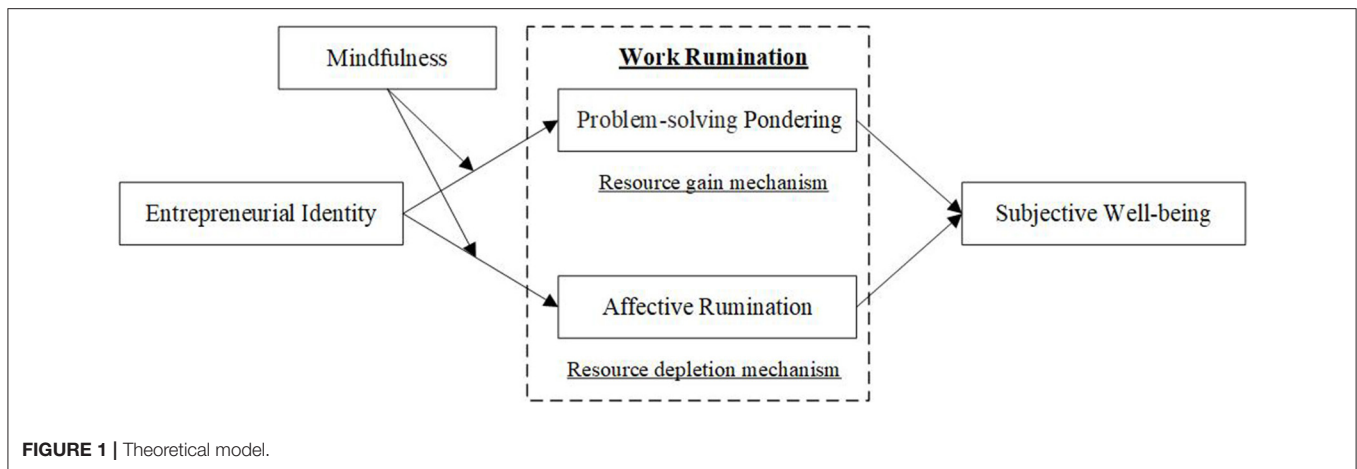 Mindfulness
Work Rumination
Problem-solving Pondering
Resource gain mechanism
Entrepreneurial Identity
Subjective Well-being
Affective Rumination
Resource depletion mechanism
FIGURE 1 | Theoretical model.